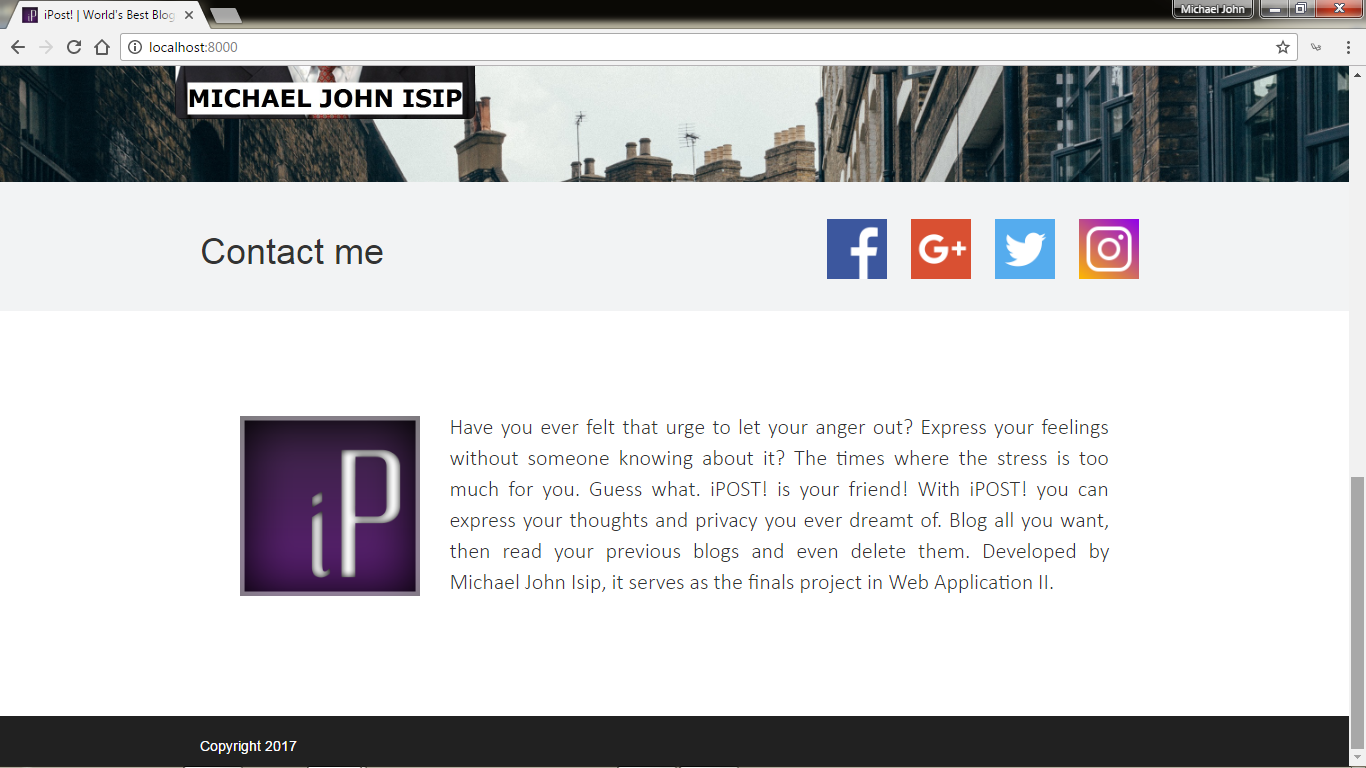 iPost! | World's Best Blog
Michael John
localhost:8000
MICHAEL JOHN ISIP
Contact me
f
G+
iP
Have you ever felt that urge to let your anger out? Express your feelings
without someone knowing about it? The times where the stress is too
much for you. Guess what. iPOST! is your friend! With iPOST! you can
express your thoughts and privacy you ever dreamt of. Blog all you want,
then read your previous blogs and even delete them. Developed by
Michael John Isip, it serves as the finals project in Web Application II.
Copyright 2017